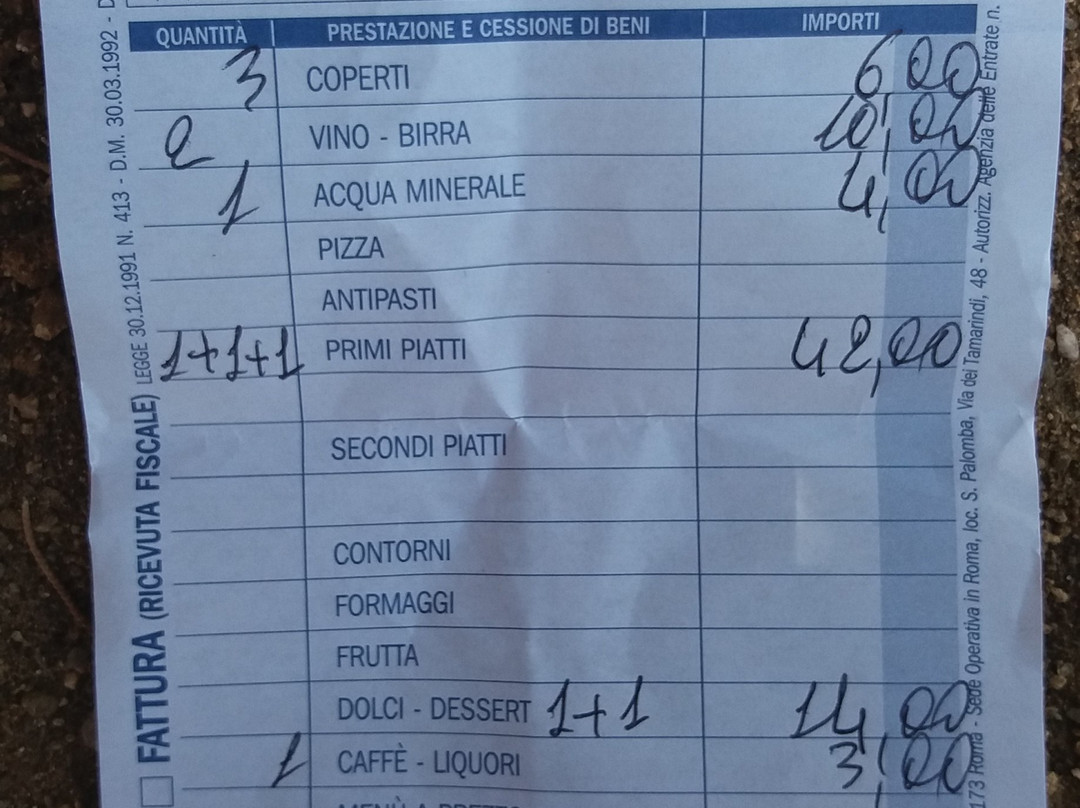 QUANTITÀ PRESTAZIONE E CESSIONE DI BENI IMPORTI
3 COPERTI 6,00
2 VINO - BIRRA 10,00
1 ACQUA MINERALE 4,00
PIZZA
ANTIPASTI
1+1+1 PRIMI PIATTI 42,00
SECONDI PIATTI
CONTORNI
FORMAGGI
FRUTTA
DOLCI - DESSERT 1+1 14,00
1 CAFFÈ - LIQUORI 3,00
FATTURA (RICEVUTA FISCALE) LEGGE 30.12.1991 N. 413 - D.M. 30.03.1992 - D
173 Roma - Sede Operativa in Roma, loc. S. Palomba, Via dei Tamarindi, 48 - Autorizz. Agenzia delle Entrate n.